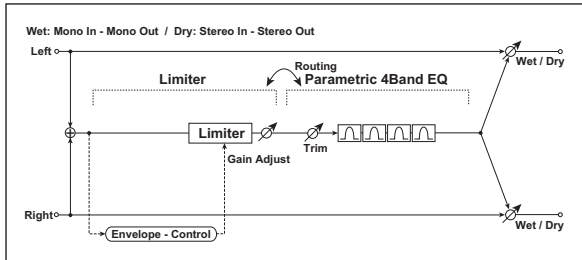 Wet: Mono In - Mono Out / Dry: Stereo In - Stereo Out
Left
Wet / Dry
Routing
Limiter
Parametric 4Band EQ
Limiter
Gain Adjust
Trim
Right
Wet / Dry
Envelope - Control